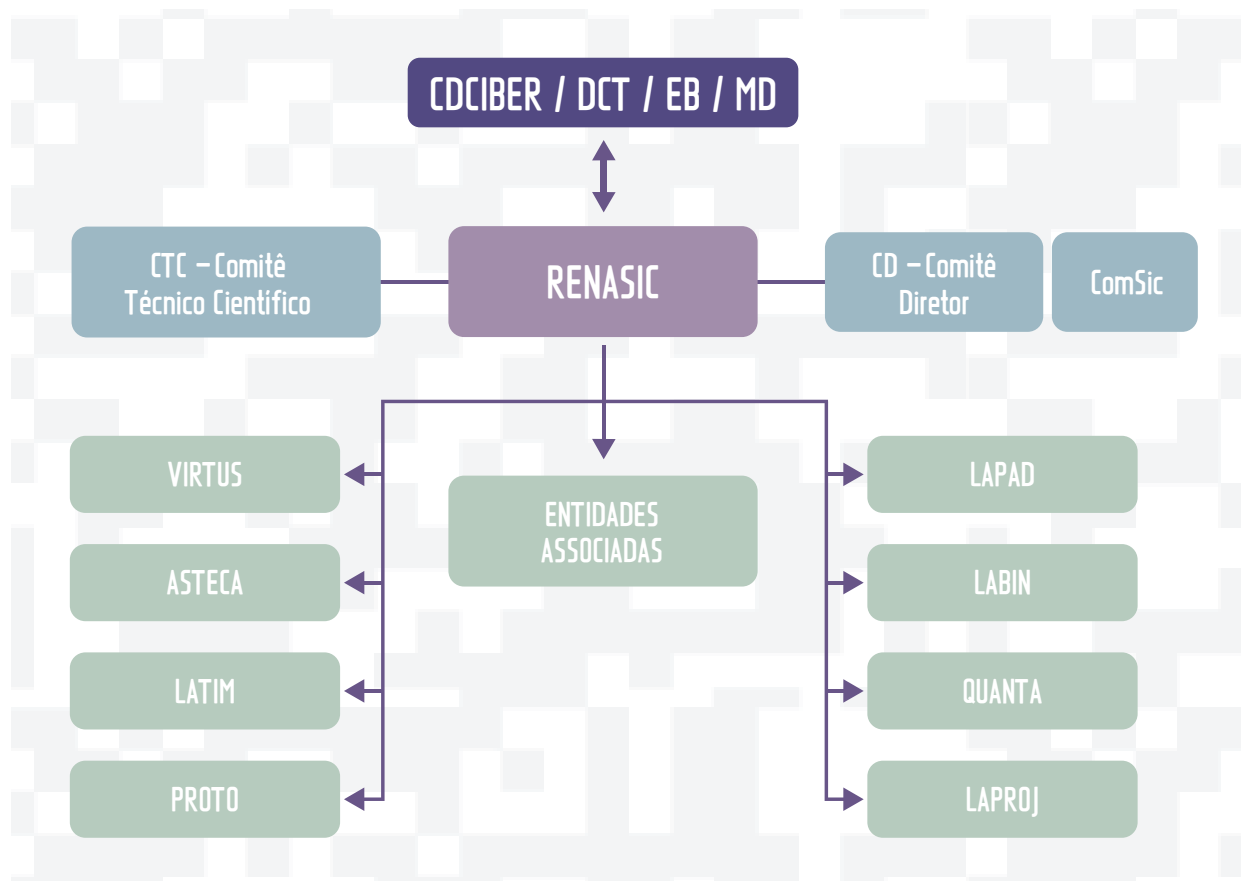 CDCIBER / DCT / EB / MD
CTC – Comitê
Técnico Científico
RENASIC
CD – Comitê
Diretor
ComSic
VIRTUS
ENTIDADES
ASSOCIADAS
LAPAD
ASTECA
LABIN
LATIM
QUANTA
PROTO
LAPROJ